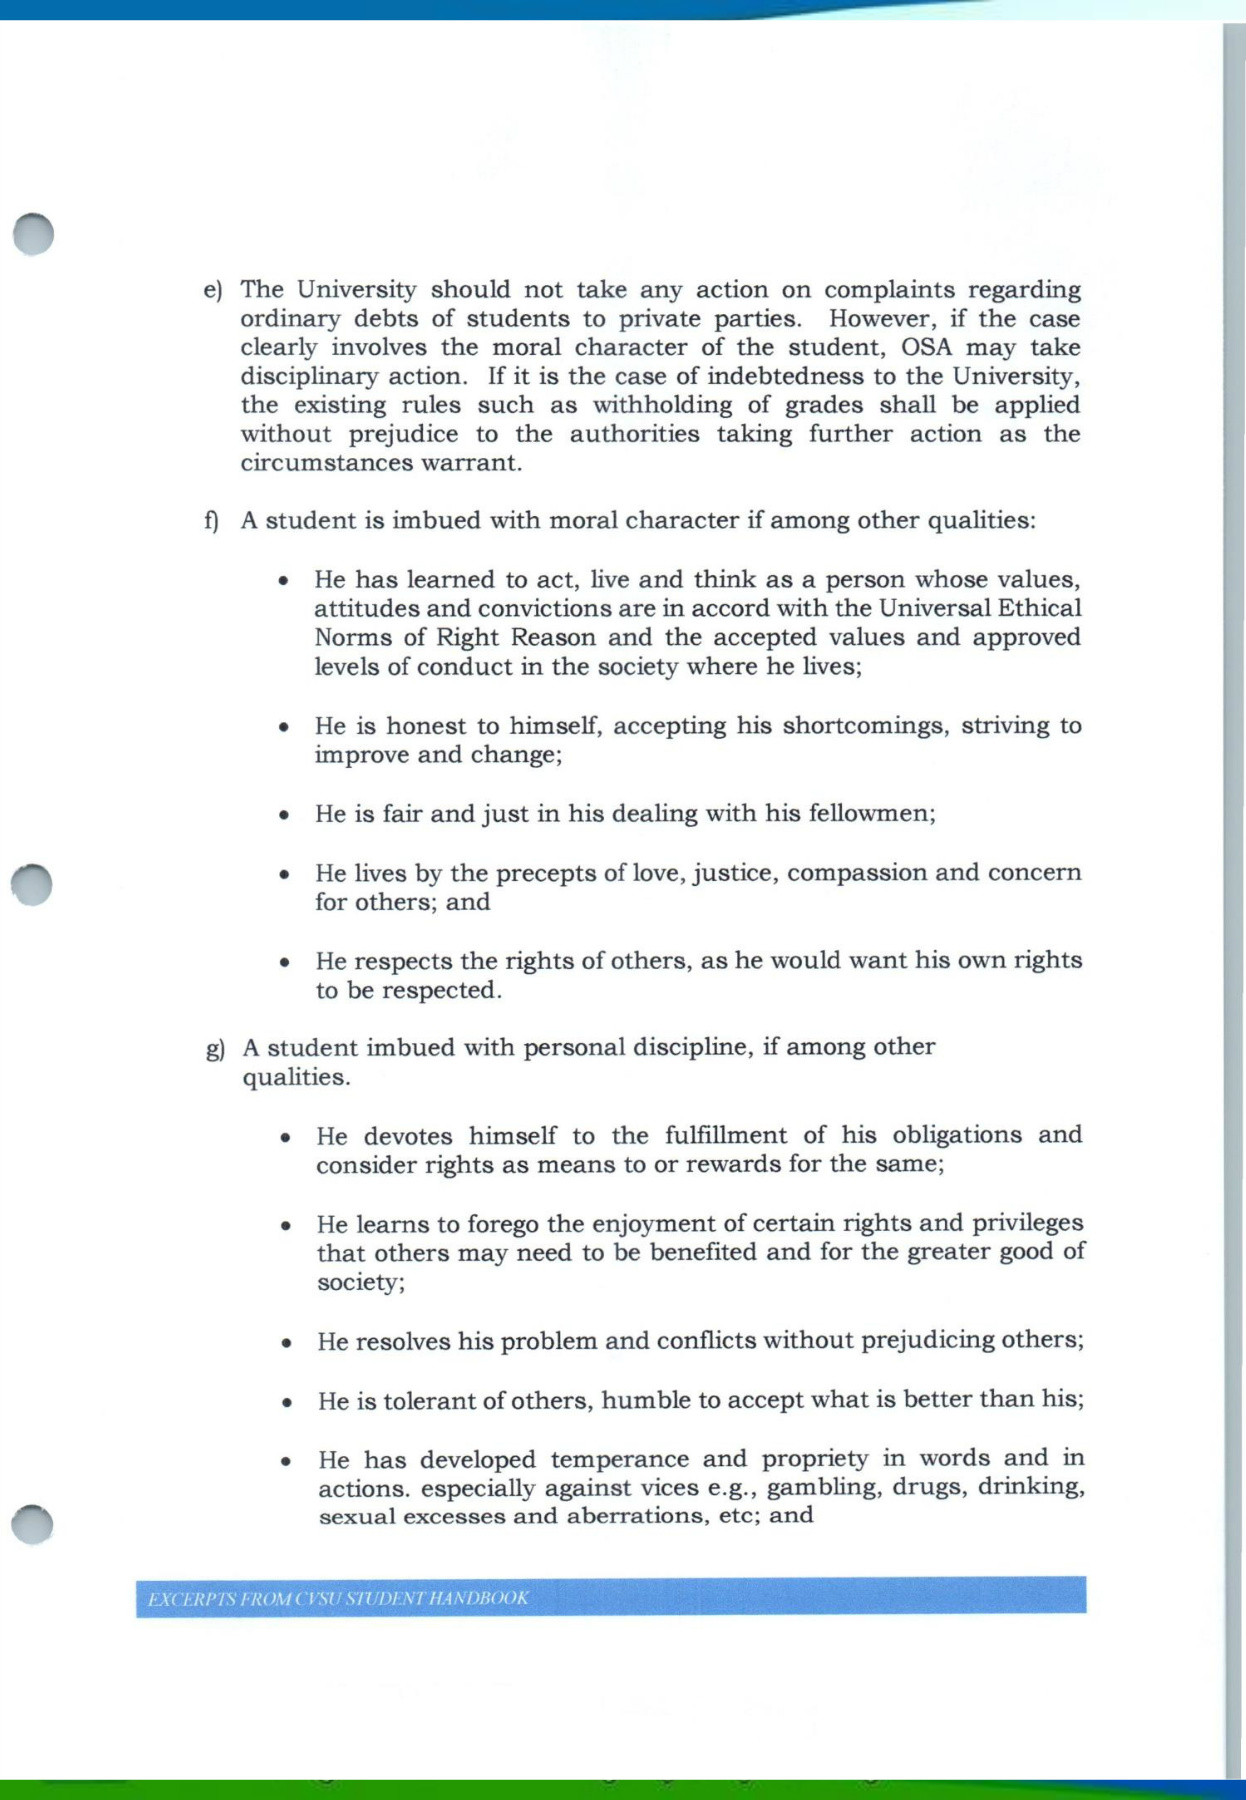 e) The University should not take any action on complaints regarding
ordinary debts of students to private parties. However, if the case
clearly involves the moral character of the student, OSA may take
disciplinary action. If it is the case of indebtedness to the University,
the existing rules such as withholding of grades shall be applied
without prejudice to the authorities taking further action as the
circumstances warrant.
f) A student is imbued with moral character if among other qualities:
• He has learned to act, live and think as a person whose values,
attitudes and convictions are in accord with the Universal Ethical
Norms of Right Reason and the accepted values and approved
levels of conduct in the society where he lives;
• He is honest to himself, accepting his shortcomings, striving to
improve and change;
• He is fair and just in his dealing with his fellowmen;
• He lives by the precepts of love, justice, compassion and concern
for others; and
• He respects the rights of others, as he would want his own rights
to be respected.
g) A student imbued with personal discipline, if among other
qualities.
• He devotes himself to the fulfillment of his obligations and
consider rights as means to or rewards for the same;
• He learns to forego the enjoyment of certain rights and privileges
that others may need to be benefited and for the greater good of
society;
• He resolves his problem and conflicts without prejudicing others;
• He is tolerant of others, humble to accept what is better than his;
• He has developed temperance and propriety in words and in
actions. especially against vices e.g., gambling, drugs, drinking,
sexual excesses and aberrations, etc; and
EXCERPTS FROM CVSU STUDENT HANDBOOK